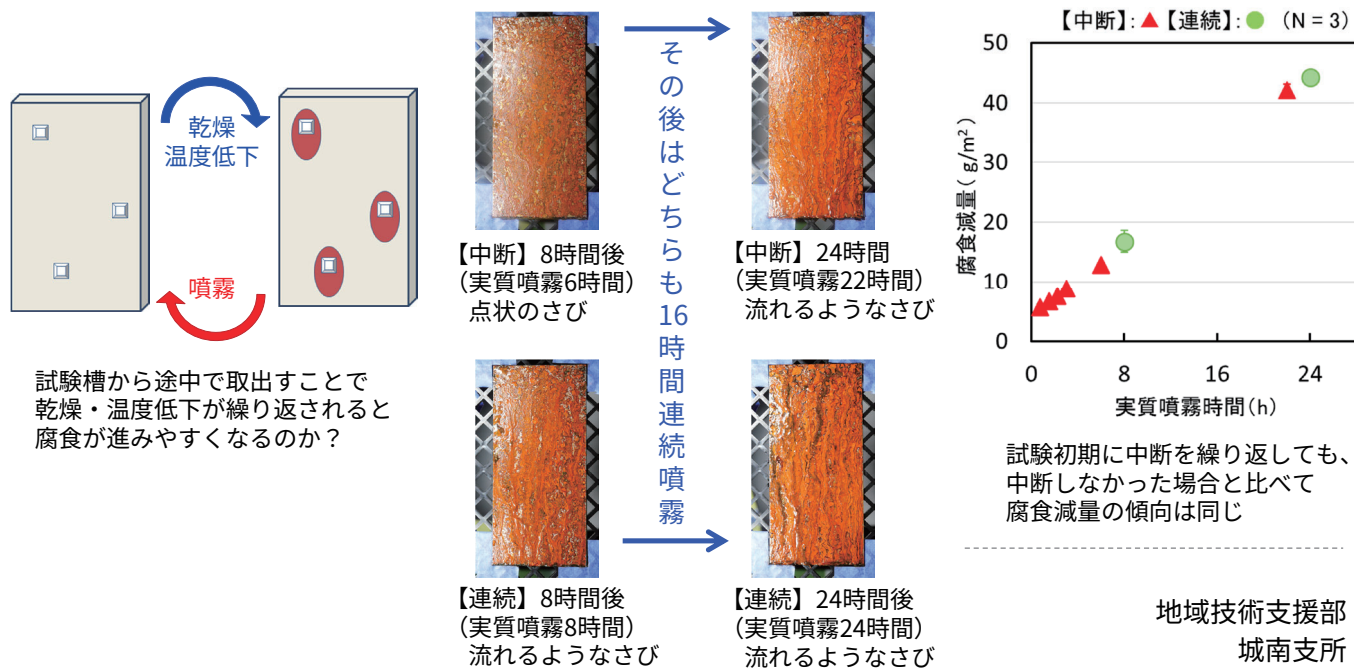 乾燥
温度低下
噴霧
試験槽から途中で取出すことで
乾燥・温度低下が繰り返されると
腐食が進みやすくなるのか？
【中断】8時間後
（実質噴霧6時間）
点状のさび
【中断】24時間
（実質噴霧22時間）
流れるようなさび
その後はどちらも16時間連続噴霧
【連続】8時間後
（実質噴霧8時間）
流れるようなさび
【連続】24時間後
（実質噴霧24時間）
流れるようなさび
【中断】:▲【連続】:● （N = 3）
腐食減量（g/m²）
50
40
30
20
10
0
0 8 16 24
実質噴霧時間（h）
試験初期に中断を繰り返しても、
中断しなかった場合と比べて
腐食減量の傾向は同じ
地域技術支援部
城南支所